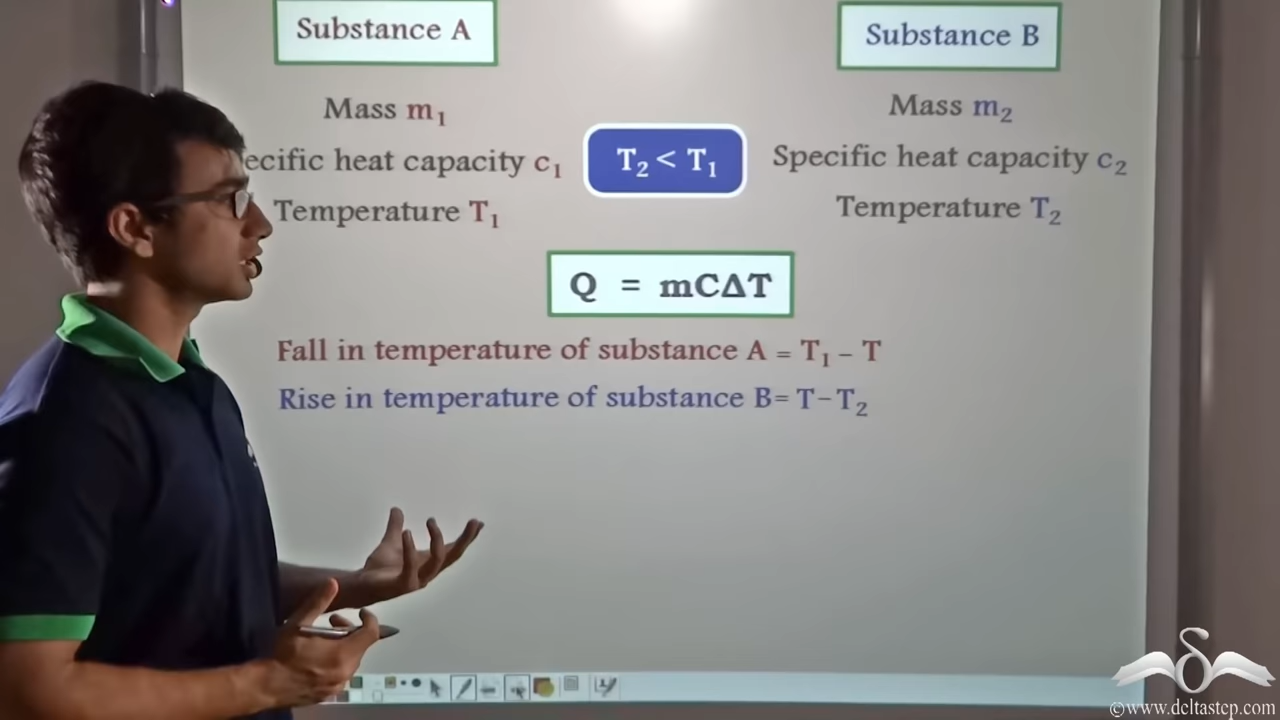 Substance A
Substance B
Mass m₁
Mass m₂
ecific heat capacity c₁
T₂ < T₁
Specific heat capacity c₂
Temperature T₁
Temperature T₂
Q = mCΔT
Fall in temperature of substance A = T₁ – T
Rise in temperature of substance B= T–T₂
©www.deltastep.com